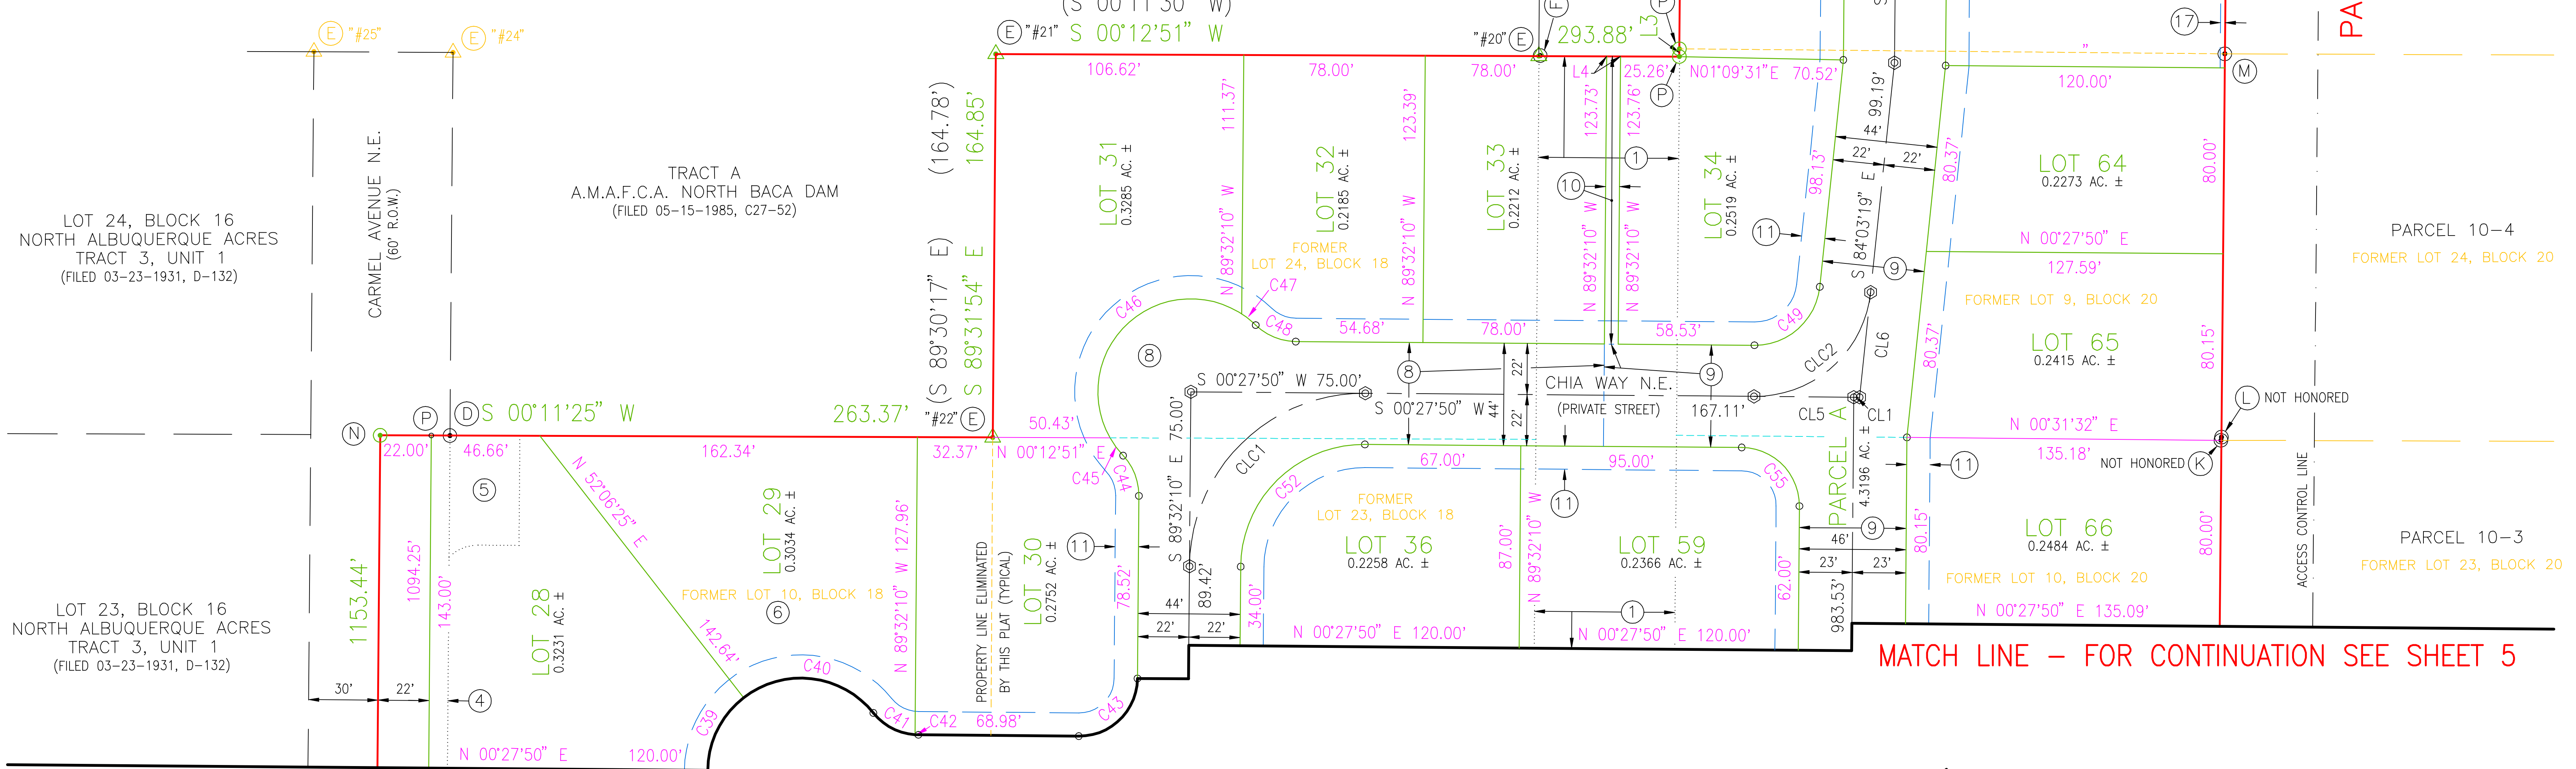 (S 00°11'30" W)
S 00°12'51" W
E "#25"
E "#24"
E "#21"
"#20" E
F
293.88'
L3
P
S
17
PA
106.62'
78.00'
78.00'
L4
25.26'
N01°09'31"E 70.52'
P
120.00'
"
M
LOT 24, BLOCK 16
NORTH ALBUQUERQUE ACRES
TRACT 3, UNIT 1
(FILED 03-23-1931, D-132)
CARMEL AVENUE N.E.
(60' R.O.W.)
TRACT A
A.M.A.F.C.A. NORTH BACA DAM
(FILED 05-15-1985, C27-52)
(S 89°30'17" E) (164.78')
S 89°31'54" E 164.85'
LOT 31
0.3285 AC. ±
N 89°32'10" W 111.37'
LOT 32
0.2185 AC. ±
FORMER
LOT 24, BLOCK 18
N 89°32'10" W 123.39'
LOT 33
0.2212 AC. ±
N 89°32'10" W 123.73'
10
N 89°32'10" W 123.76'
1
LOT 34
0.2519 AC. ±
11
98.13'
99.19'
44'
22'
22'
S 84°03'19" E
9
80.37'
LOT 64
0.2273 AC. ±
80.00'
N 00°27'50" E
127.59'
FORMER LOT 9, BLOCK 20
PARCEL 10-4
FORMER LOT 24, BLOCK 20
C46
C47
C48
54.68'
78.00'
58.53'
C49
8
8
22'
22'
44'
9
S 00°27'50" W 75.00'
CHIA WAY N.E.
(PRIVATE STREET)
S 00°27'50" W
167.11'
CLC2
CL6
CL5
CL1
80.37'
LOT 65
0.2415 AC. ±
80.15'
L NOT HONORED
NOT HONORED K
N 00°31'32" E
135.18'
N
P
D
S 00°11'25" W
263.37'
"#22" E
22.00'
46.66'
162.34'
32.37'
50.43'
N 00°12'51" E
C45
C44
S 89°32'10" E 75.00'
CLC1
67.00'
95.00'
C52
C55
11
FORMER
LOT 23, BLOCK 18
LOT 36
0.2258 AC. ±
87.00'
N 89°32'10" W
LOT 59
0.2366 AC. ±
62.00'
PARCEL A
4.3196 AC. ±
9
46'
23'
23'
983.53'
11
80.15'
LOT 66
0.2484 AC. ±
FORMER LOT 10, BLOCK 20
N 00°27'50" E 135.09'
80.00'
ACCESS CONTROL LINE
PARCEL 10-3
FORMER LOT 23, BLOCK 20
5
N 52°06'25" E
142.64'
LOT 29
0.3034 AC. ±
FORMER LOT 10, BLOCK 18
6
N 89°32'10" W 127.96'
PROPERTY LINE ELIMINATED
BY THIS PLAT (TYPICAL)
LOT 30
0.2752 AC. ±
11
78.52'
89.42'
44'
22'
22'
34.00'
N 00°27'50" E 120.00'
N 00°27'50" E 120.00'
1
LOT 23, BLOCK 16
NORTH ALBUQUERQUE ACRES
TRACT 3, UNIT 1
(FILED 03-23-1931, D-132)
1153.44'
1094.25'
143.00'
LOT 28
0.3231 AC. ±
30'
22'
4
C39
C40
C41
C42
68.98'
C43
N 00°27'50" E
120.00'
MATCH LINE – FOR CONTINUATION SEE SHEET 5